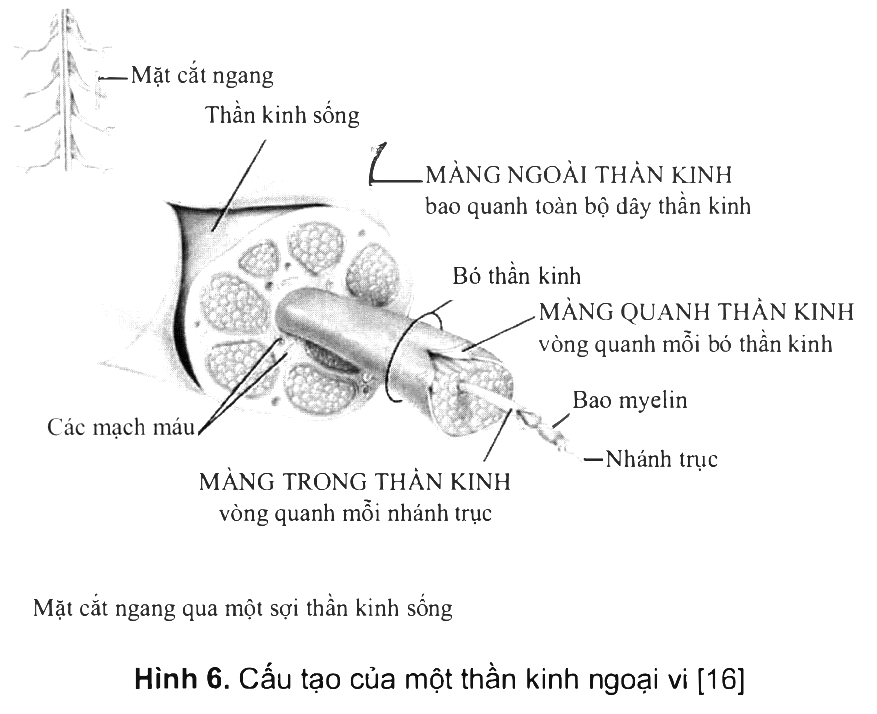 Mặt cắt ngang
Thần kinh sống
MÀNG NGOÀI THẦN KINH
bao quanh toàn bộ dây thần kinh
Bó thần kinh
MÀNG QUANH THẦN KINH
vòng quanh mỗi bó thần kinh
Bao myelin
Các mạch máu
Nhánh trục
MÀNG TRONG THẦN KINH
vòng quanh mỗi nhánh trục
Mặt cắt ngang qua một sợi thần kinh sống
Hình 6. Cấu tạo của một thần kinh ngoại vi [16]